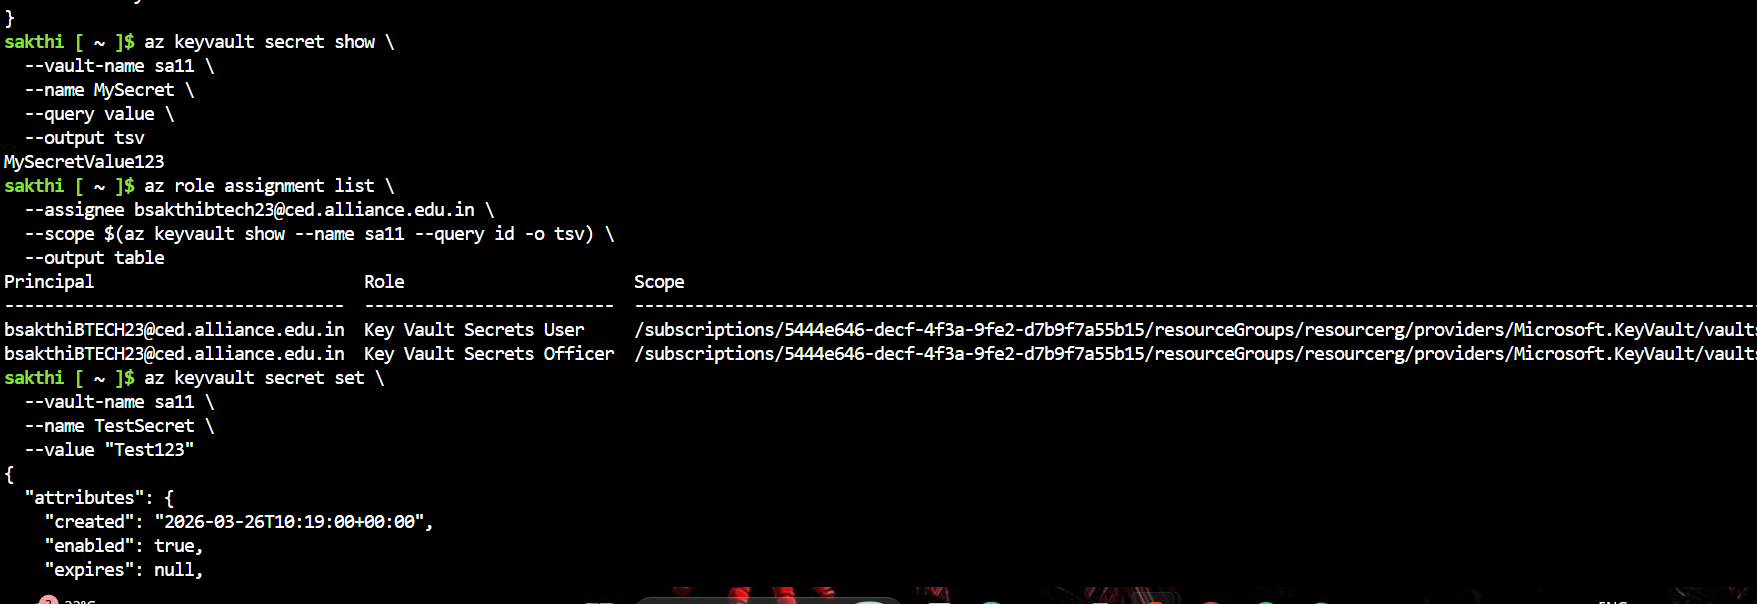 }
sakthi [ ~ ]$ az keyvault secret show \
  --vault-name sa11 \
  --name MySecret \
  --query value \
  --output tsv
MySecretValue123
sakthi [ ~ ]$ az role assignment list \
  --assignee bsakthibtech23@ced.alliance.edu.in \
  --scope $(az keyvault show --name sa11 --query id -o tsv) \
  --output table
Principal                           Role                       Scope
----------------------------------  -------------------------  ----------------------------------------------------------------------------------------------------------------
bsakthiBTECH23@ced.alliance.edu.in  Key Vault Secrets User     /subscriptions/5444e646-decf-4f3a-9fe2-d7b9f7a55b15/resourceGroups/resourcerg/providers/Microsoft.KeyVault/vaults
bsakthiBTECH23@ced.alliance.edu.in  Key Vault Secrets Officer  /subscriptions/5444e646-decf-4f3a-9fe2-d7b9f7a55b15/resourceGroups/resourcerg/providers/Microsoft.KeyVault/vaults
sakthi [ ~ ]$ az keyvault secret set \
  --vault-name sa11 \
  --name TestSecret \
  --value "Test123"
{
  "attributes": {
    "created": "2026-03-26T10:19:00+00:00",
    "enabled": true,
    "expires": null,